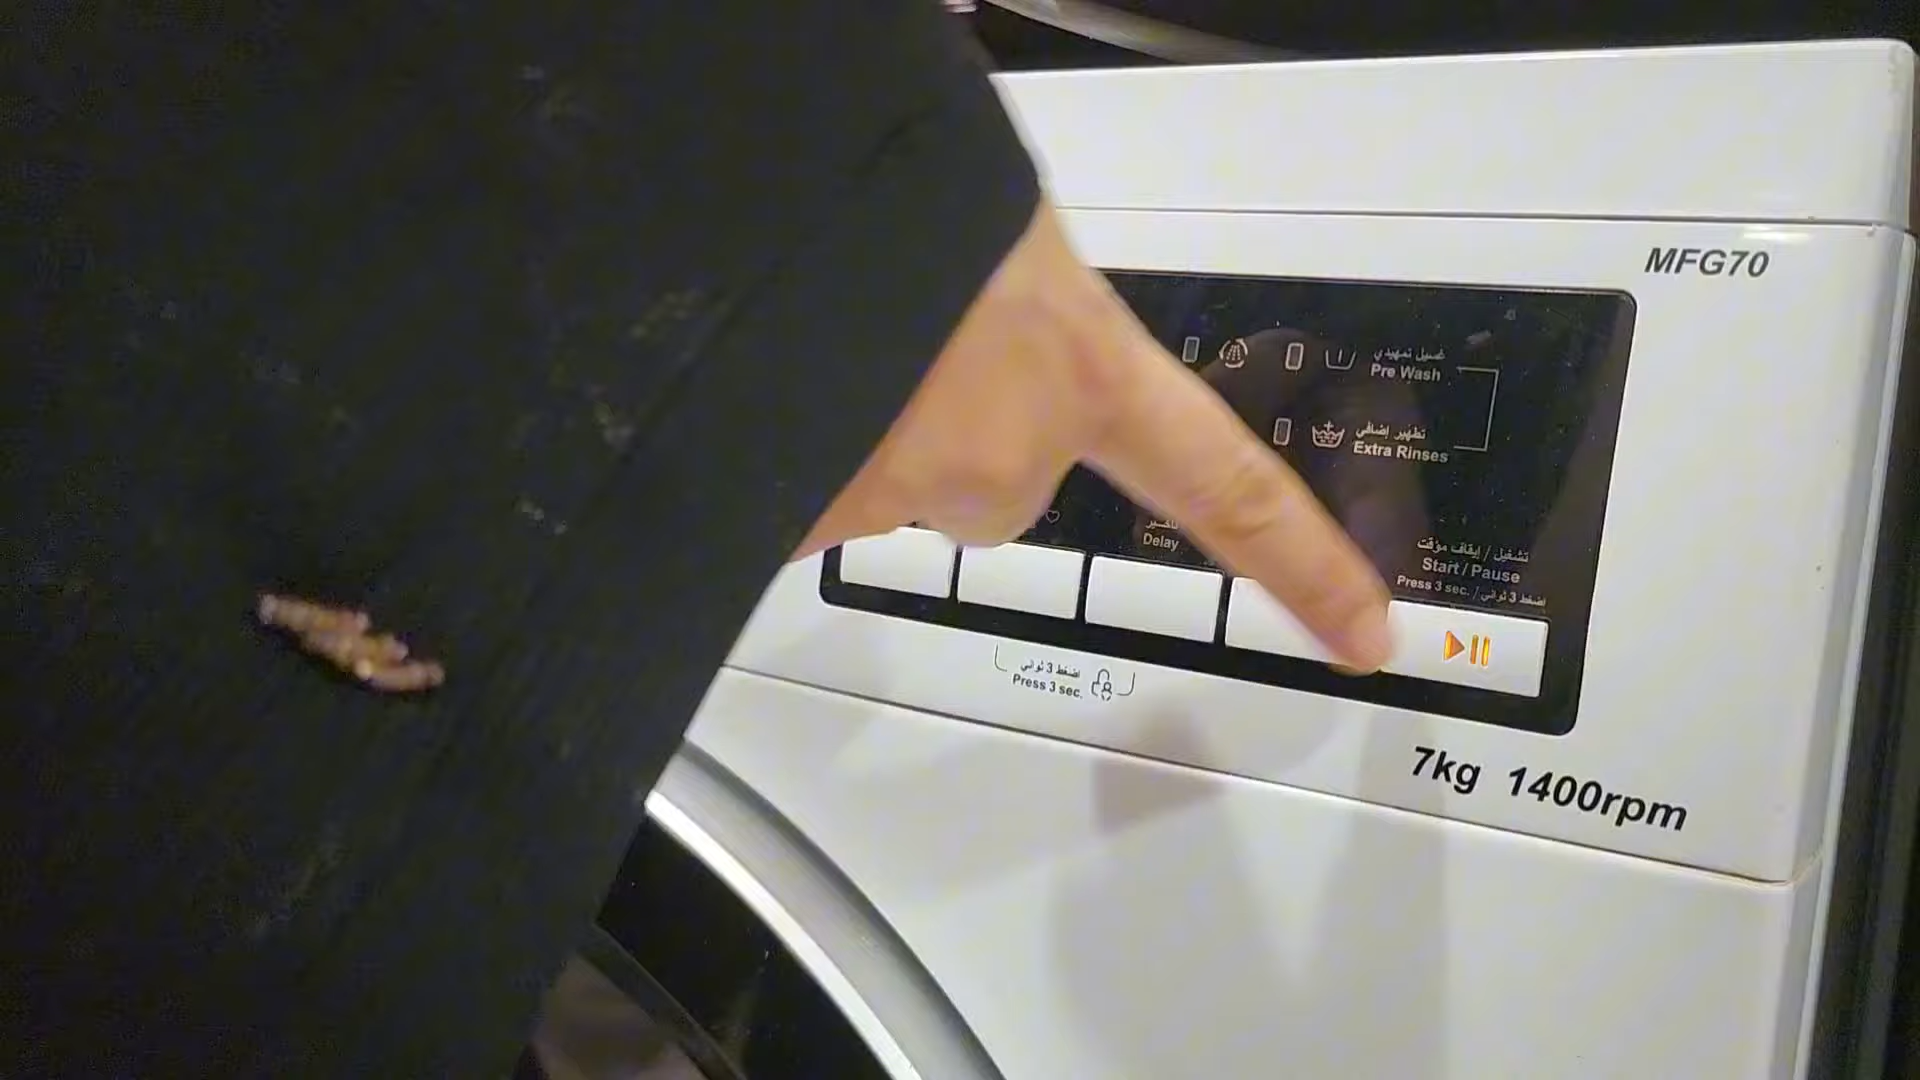 MFG70
غسيل تمهيدي
Pre Wash
تطهير إضافي
Extra Rinses
تأخير
Delay
تشغيل / إيقاف مؤقت
Start / Pause
Press 3 sec. / اضغط 3 ثواني
اضغط 3 ثواني
Press 3 sec.
7kg 1400rpm